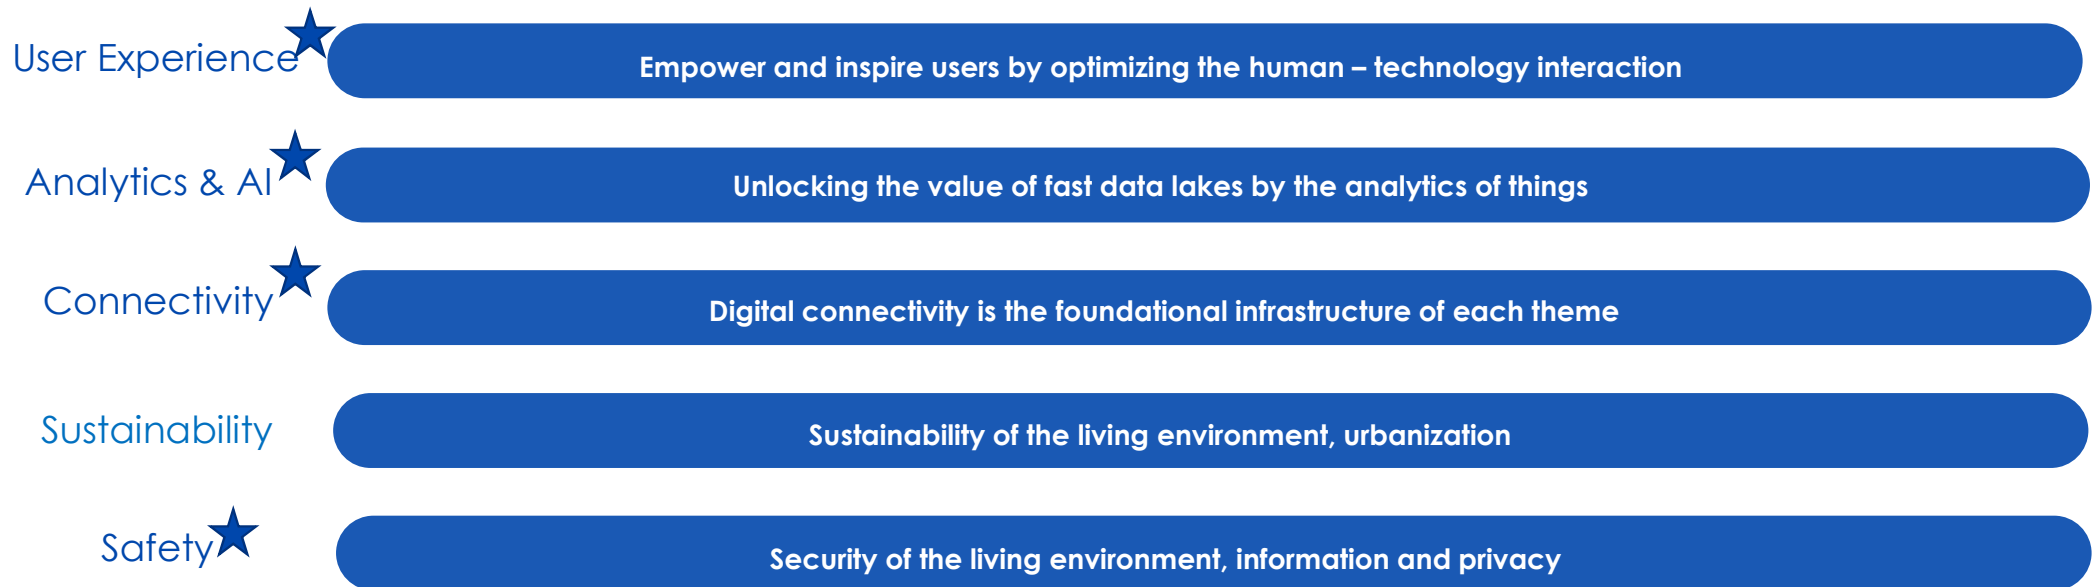 User Experience
Empower and inspire users by optimizing the human – technology interaction
Analytics & AI
Unlocking the value of fast data lakes by the analytics of things
Connectivity
Digital connectivity is the foundational infrastructure of each theme
Sustainability
Sustainability of the living environment, urbanization
Safety
Security of the living environment, information and privacy